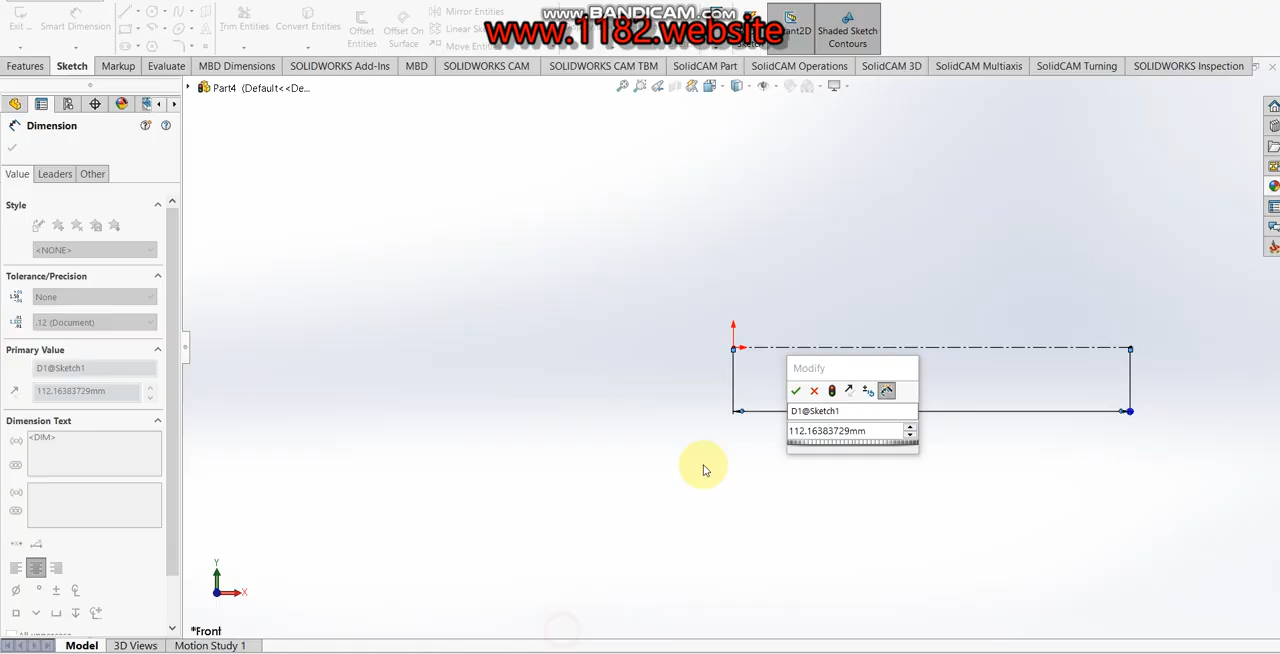 www.BANDICAM.com
www.1182.website
Exit...
Smart Dimension
Trim Entities
Convert Entities
Offset
Entities
Offset On
Surface
Mirror Entities
Linear Sk
Move Entit
tant2D
Shaded Sketch
Contours
Features
Sketch
Markup
Evaluate
MBD Dimensions
SOLIDWORKS Add-Ins
MBD
SOLIDWORKS CAM
SOLIDWORKS CAM TBM
SolidCAM Part
SolidCAM Operations
SolidCAM 3D
SolidCAM Multiaxis
SolidCAM Turning
SOLIDWORKS Inspection
Part4 (Default<<De...
Dimension
Value
Leaders
Other
Style
<NONE>
Tolerance/Precision
None
.12 (Document)
Primary Value
D1@Sketch1
112.16383729mm
Dimension Text
<DIM>
Modify
D1@Sketch1
112.16383729mm
Y
X
*Front
Model
3D Views
Motion Study 1